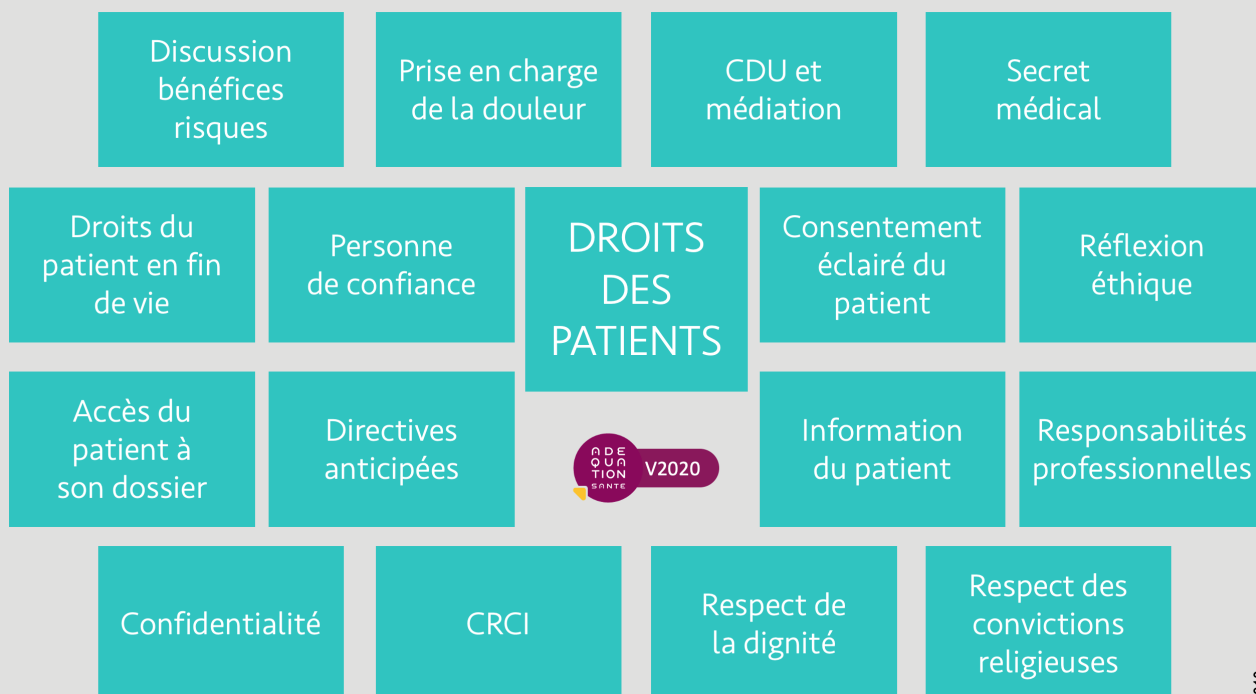 Discussion
bénéfices
risques
Prise en charge
de la douleur
CDU et
médiation
Secret
médical
Droits du
patient en fin
de vie
Personne
de confiance
DROITS
DES
PATIENTS
Consentement
éclairé du
patient
Réflexion
éthique
Accès du
patient à
son dossier
Directives
anticipées
ADE
QUA
TION
SANTE
V2020
Information
du patient
Responsabilités
professionnelles
Confidentialité
CRCI
Respect de
la dignité
Respect des
convictions
religieuses